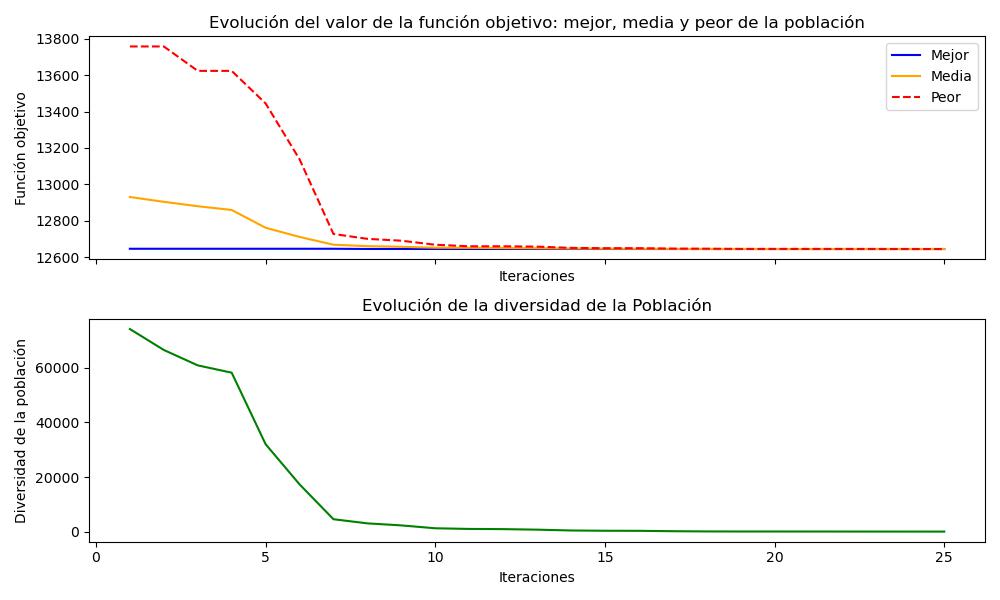 Evolución del valor de la función objetivo: mejor, media y peor de la población
Función objetivo
13800
13600
13400
13200
13000
12800
12600
Mejor
Media
Peor
Iteraciones
Evolución de la diversidad de la Población
Diversidad de la población
60000
40000
20000
0
0 5 10 15 20 25
Iteraciones